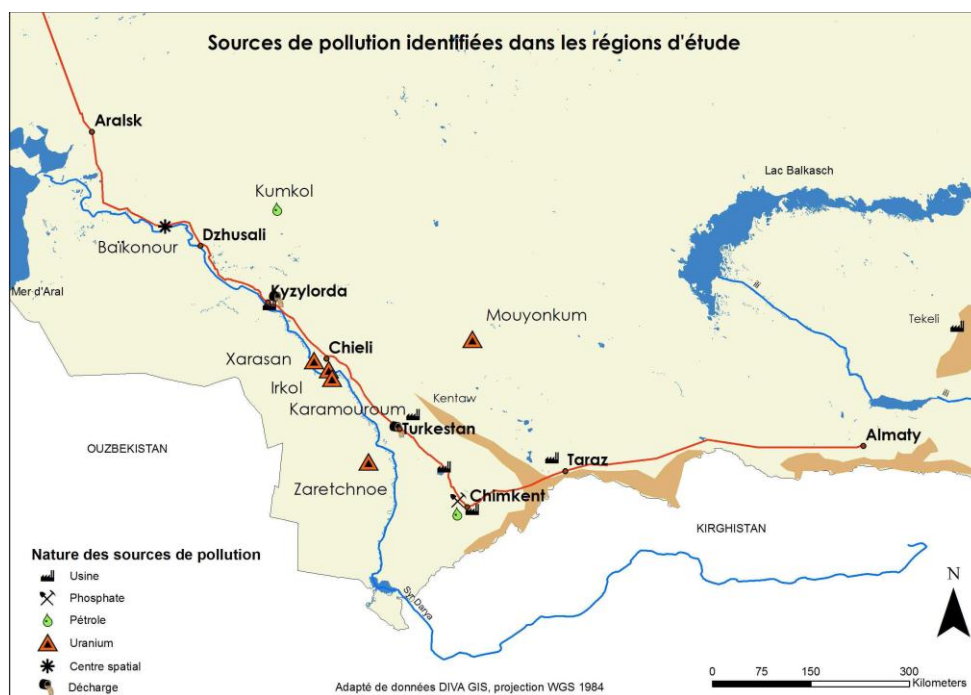 Sources de pollution identifiées dans les régions d'étude
Aralsk
Lac Balkasch
Kumkol
Baïkonour
Dzhusali
Mer d'Aral
Kyzylorda
ili
Mouyonkum
Tekeli
Xarasan
Chieli
Irkol
Karamouroum
Kentaw
ili
Turkestan
Almaty
OUZBEKISTAN
Taraz
Zaretchnoe
Chimkent
KIRGHISTAN
Nature des sources de pollution
Usine
Phosphate
Pétrole
Uranium
Centre spatial
Décharge
Syr Darya
N
0 75 150 300
Kilometers
Adapté de données DIVA GIS, projection WGS 1984